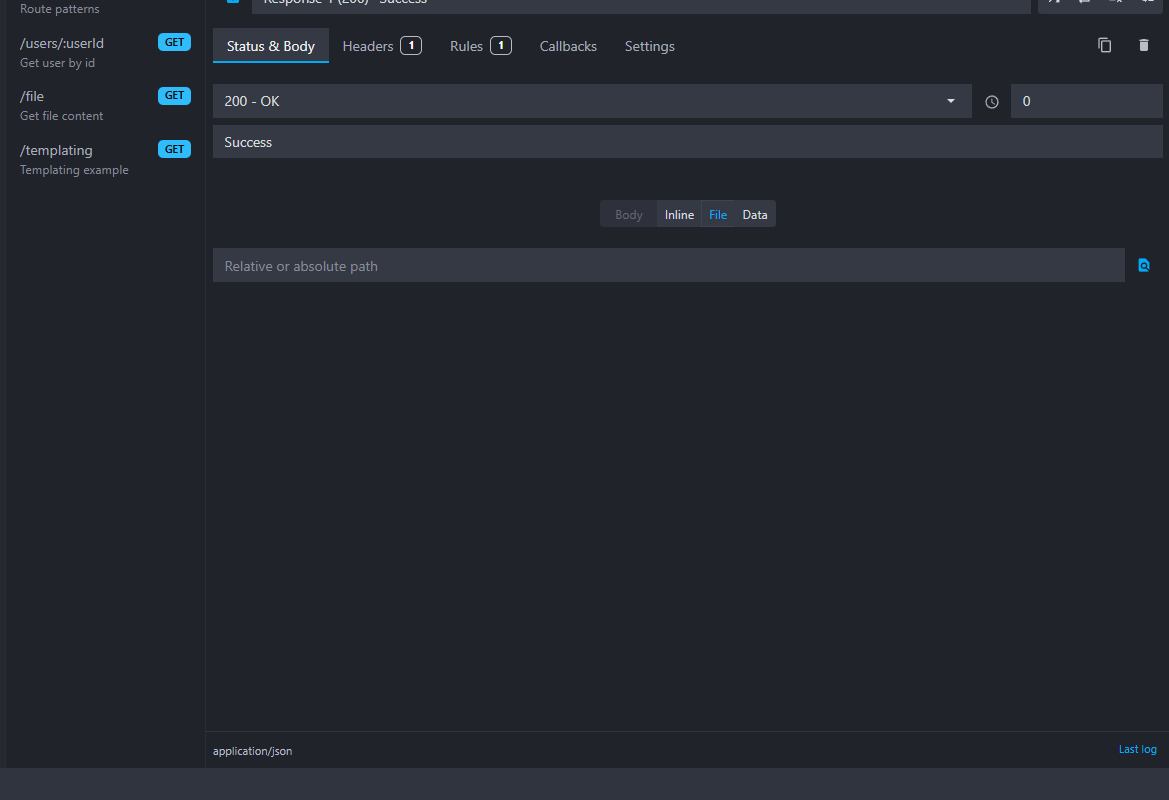 Route patterns
/users/:userId GET
Get user by id
/file GET
Get file content
/templating GET
Templating example
Response 1 (200) Success
Status & Body Headers 1 Rules 1 Callbacks Settings
200 - OK 0
Success
Body Inline File Data
Relative or absolute path
application/json Last log